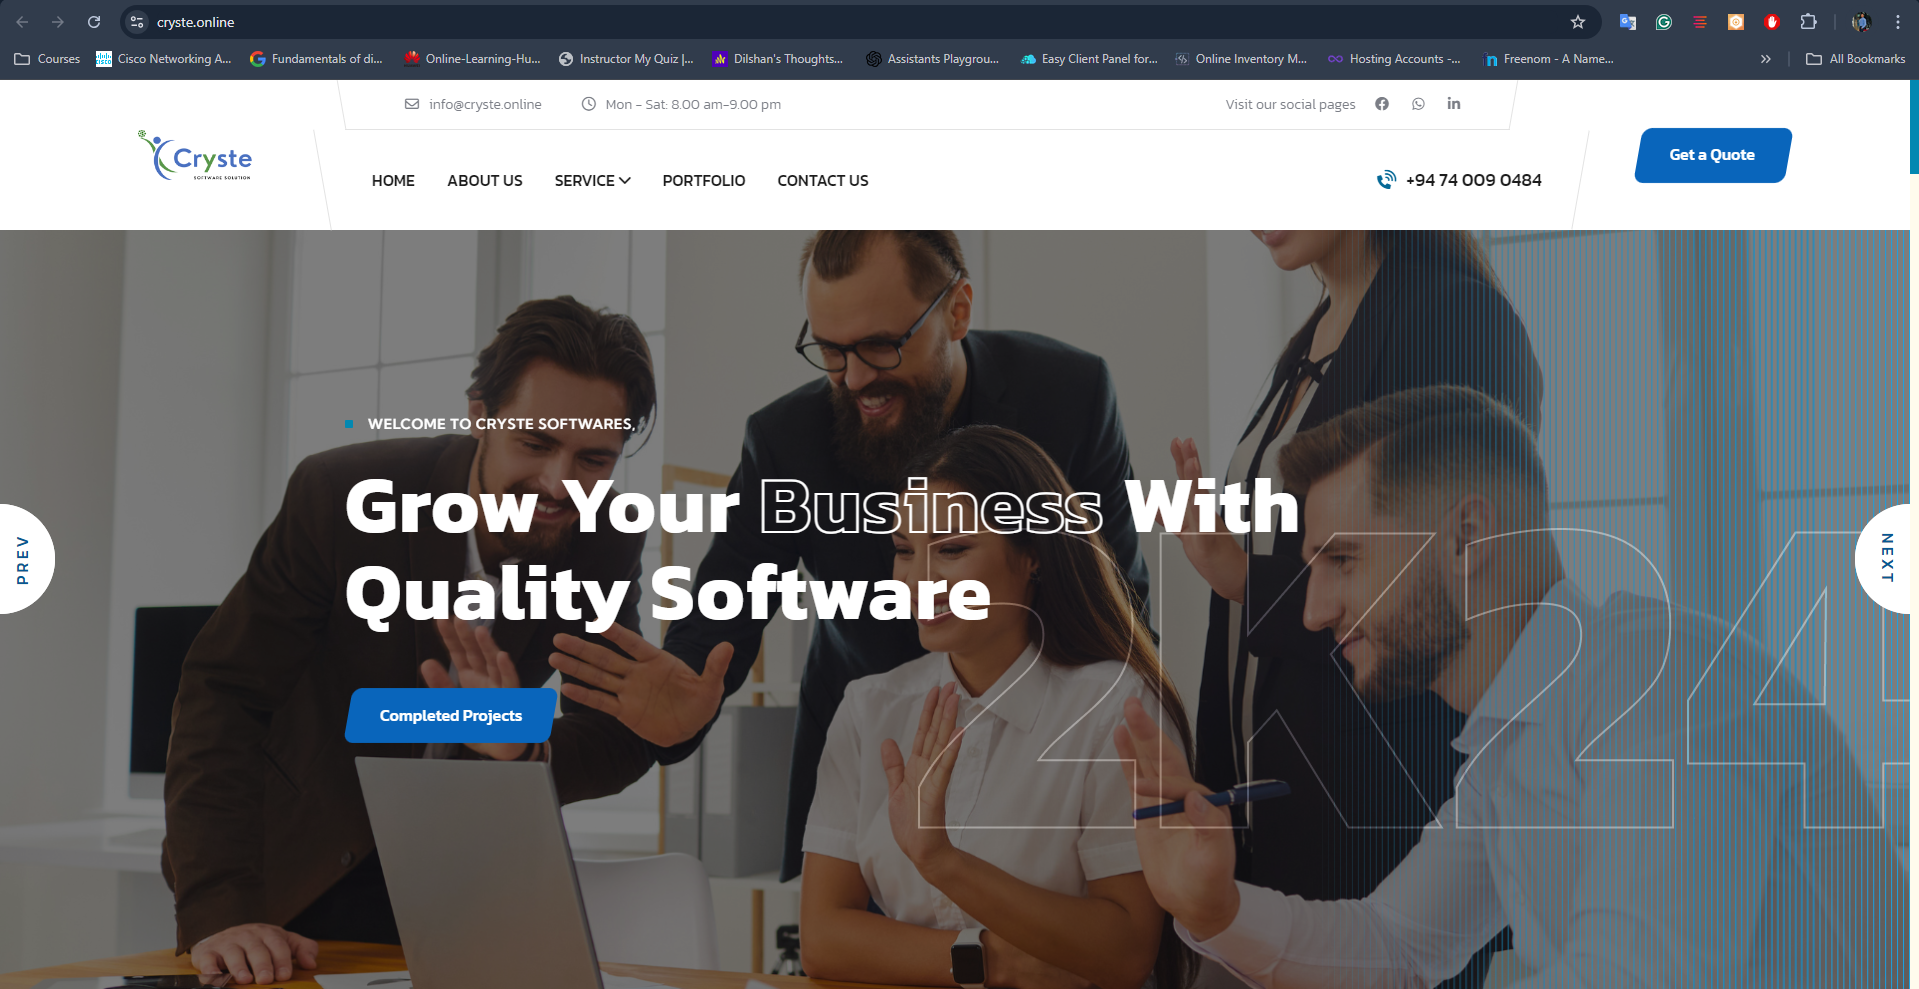 cryste.online
Courses
Cisco Networking A...
Fundamentals of di...
Online-Learning-Hu...
Instructor My Quiz |...
Dilshan's Thoughts...
Assistants Playgrou...
Easy Client Panel for...
Online Inventory M...
Hosting Accounts -...
Freenom - A Name...
All Bookmarks
info@cryste.online
Mon - Sat: 8.00 am-9.00 pm
Visit our social pages
Cryste
SOFTWARE SOLUTION
HOME
ABOUT US
SERVICE
PORTFOLIO
CONTACT US
+94 74 009 0484
Get a Quote
WELCOME TO CRYSTE SOFTWARES,
Grow Your Business With
Quality Software
2K24
PREV
NEXT
Completed Projects